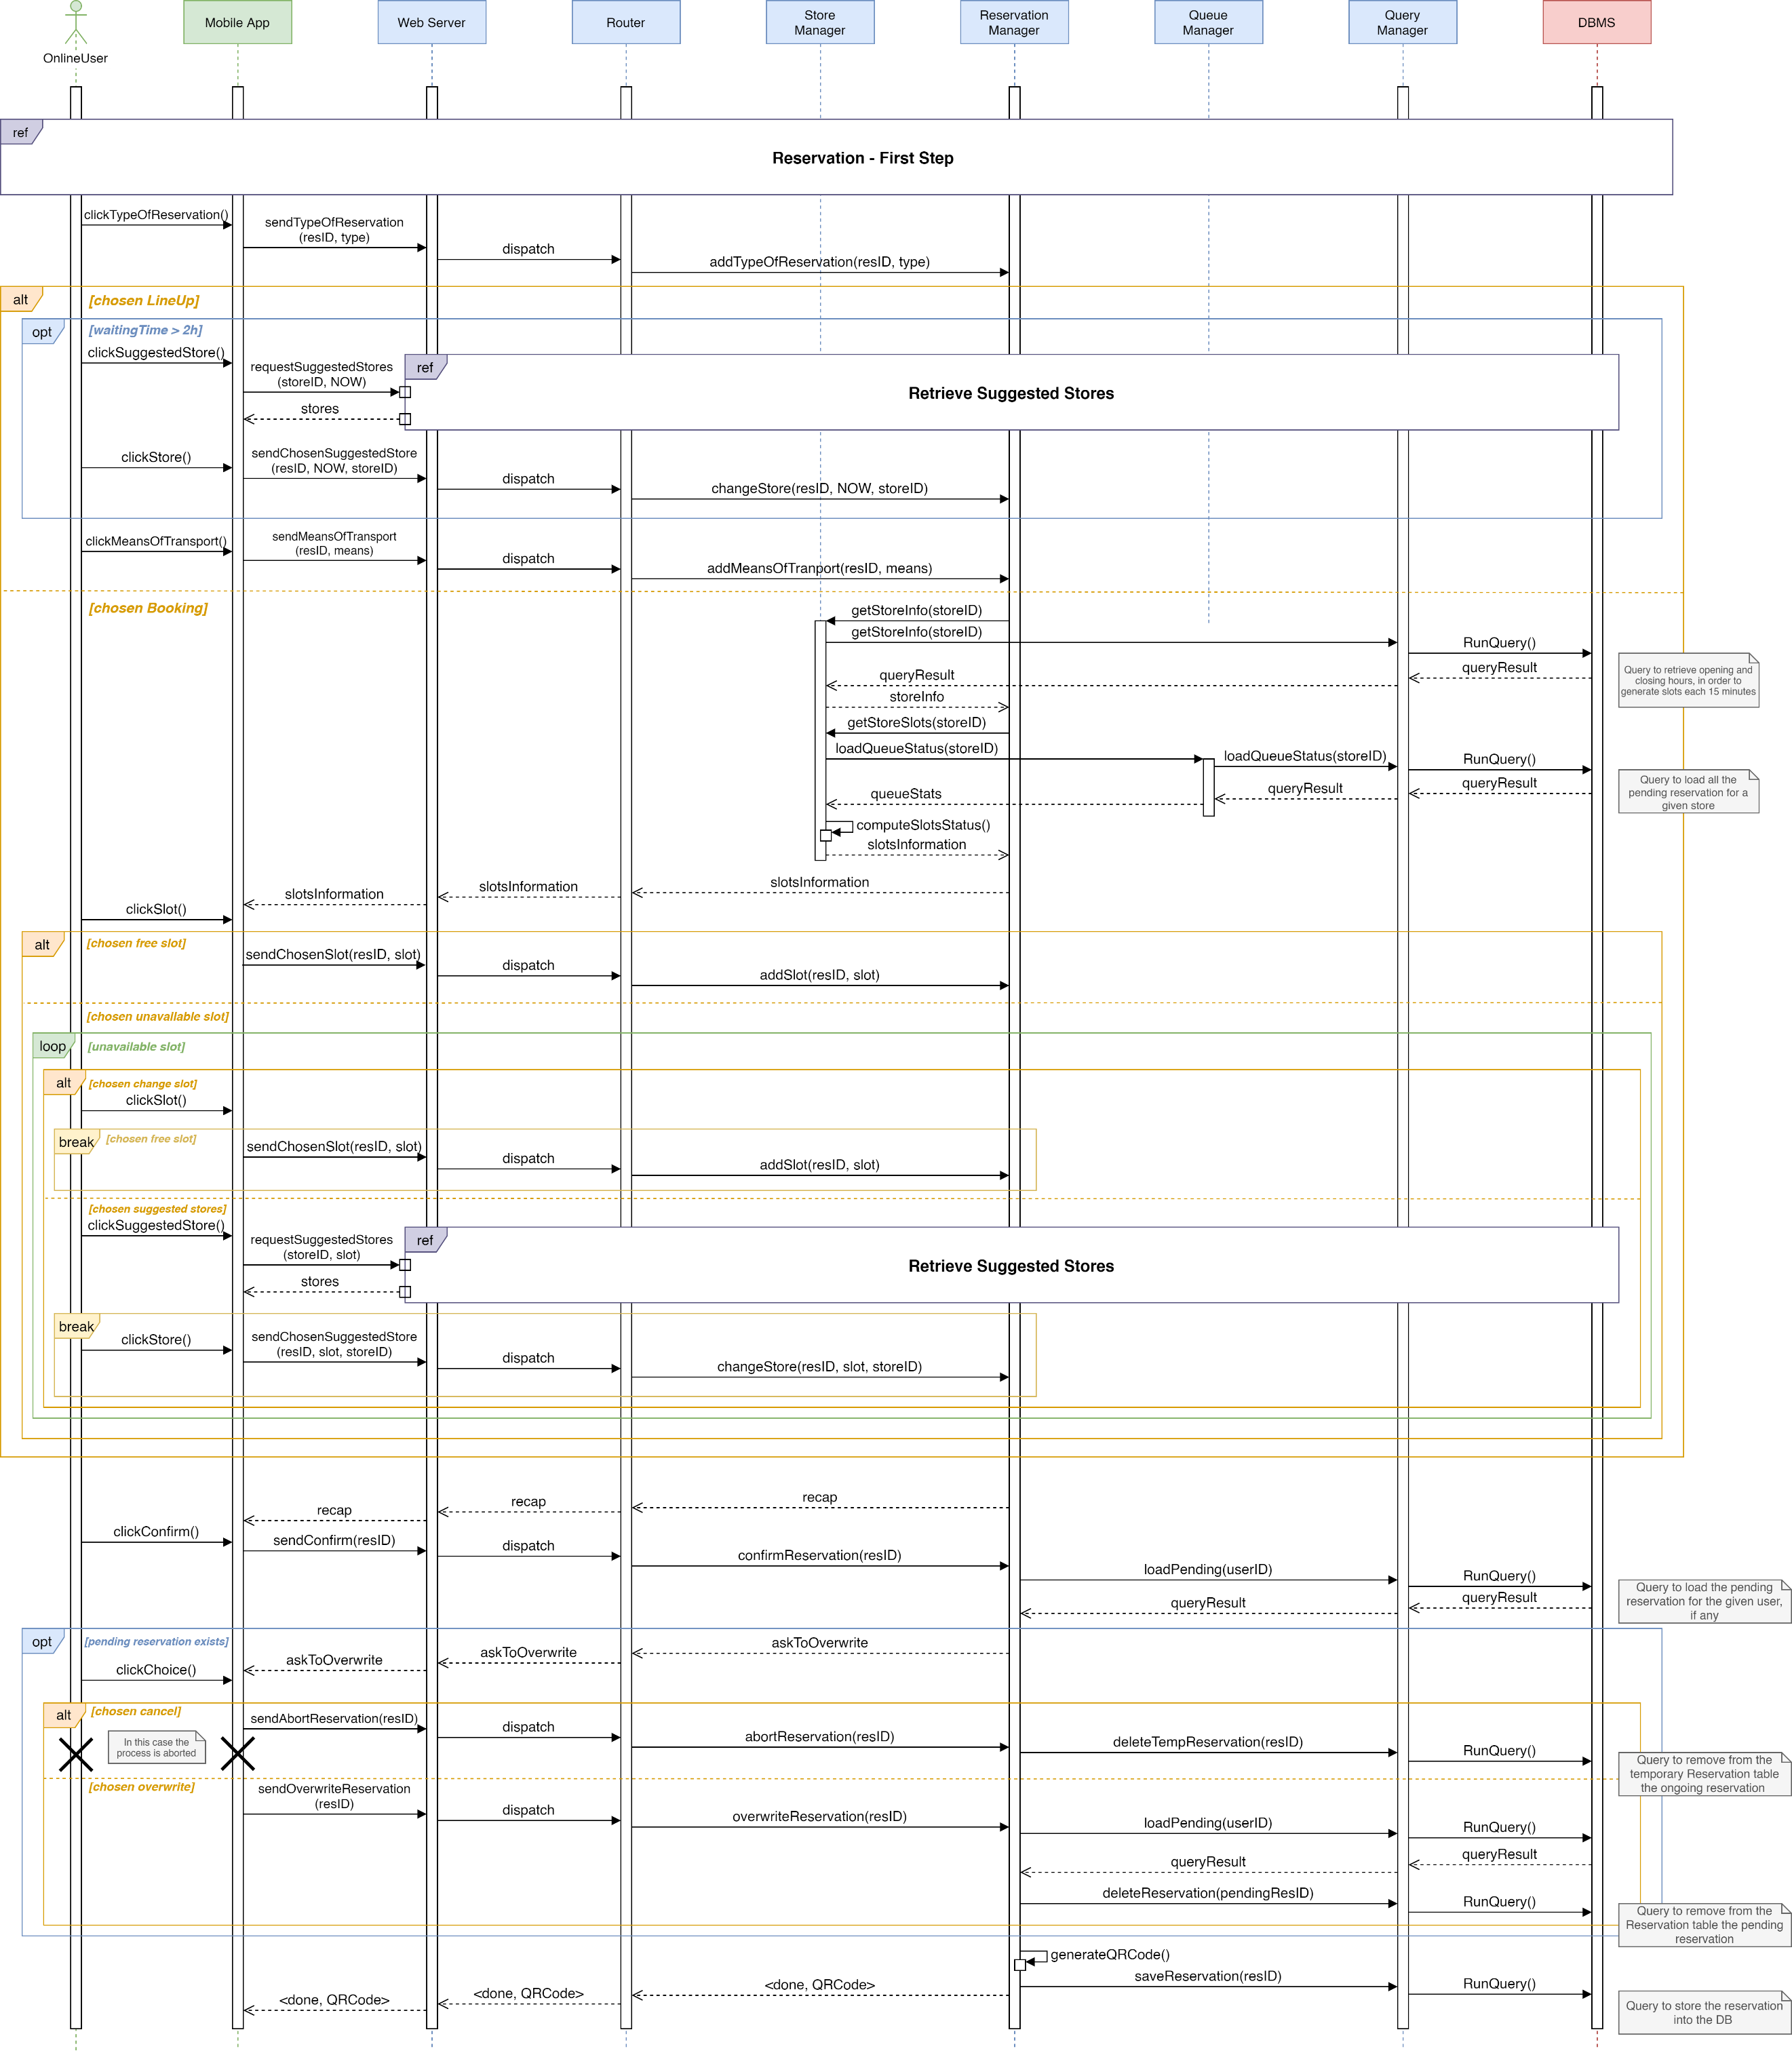 OnlineUser
Mobile App
Web Server
Router
Store
Manager
Reservation
Manager
Queue
Manager
Query
Manager
DBMS
ref
Reservation - First Step
clickTypeOfReservation()
sendTypeOfReservation
(resID, type)
dispatch
addTypeOfReservation(resID, type)
alt
[chosen LineUp]
opt
[waitingTime > 2h]
clickSuggestedStore()
requestSuggestedStores
(storeID, NOW)
ref
Retrieve Suggested Stores
stores
clickStore()
sendChosenSuggestedStore
(resID, NOW, storeID)
dispatch
changeStore(resID, NOW, storeID)
clickMeansOfTransport()
sendMeansOfTransport
(resID, means)
dispatch
addMeansOfTranport(resID, means)
[chosen Booking]
getStoreInfo(storeID)
getStoreInfo(storeID)
RunQuery()
queryResult
Query to retrieve opening and
closing hours, in order to
generate slots each 15 minutes
queryResult
storeInfo
getStoreSlots(storeID)
loadQueueStatus(storeID)
loadQueueStatus(storeID)
RunQuery()
queryResult
Query to load all the
pending reservation for a
given store
queryResult
queueStats
computeSlotsStatus()
slotsInformation
slotsInformation
slotsInformation
slotsInformation
clickSlot()
alt
[chosen free slot]
sendChosenSlot(resID, slot)
dispatch
addSlot(resID, slot)
[chosen unavailable slot]
loop
[unavailable slot]
alt
[chosen change slot]
clickSlot()
break
[chosen free slot]
sendChosenSlot(resID, slot)
dispatch
addSlot(resID, slot)
[chosen suggested stores]
clickSuggestedStore()
requestSuggestedStores
(storeID, slot)
ref
Retrieve Suggested Stores
stores
break
clickStore()
sendChosenSuggestedStore
(resID, slot, storeID)
dispatch
changeStore(resID, slot, storeID)
recap
recap
recap
clickConfirm()
sendConfirm(resID)
dispatch
confirmReservation(resID)
loadPending(userID)
RunQuery()
queryResult
queryResult
Query to load the pending
reservation for the given user,
if any
opt
[pending reservation exists]
askToOverwrite
askToOverwrite
askToOverwrite
clickChoice()
alt
[chosen cancel]
In this case the
process is aborted
sendAbortReservation(resID)
dispatch
abortReservation(resID)
deleteTempReservation(resID)
RunQuery()
Query to remove from the
temporary Reservation table
the ongoing reservation
[chosen overwrite]
sendOverwriteReservation
(resID)
dispatch
overwriteReservation(resID)
loadPending(userID)
RunQuery()
queryResult
queryResult
deleteReservation(pendingResID)
RunQuery()
Query to remove from the
Reservation table the pending
reservation
generateQRCode()
saveReservation(resID)
RunQuery()
<done, QRCode>
<done, QRCode>
<done, QRCode>
Query to store the reservation
into the DB